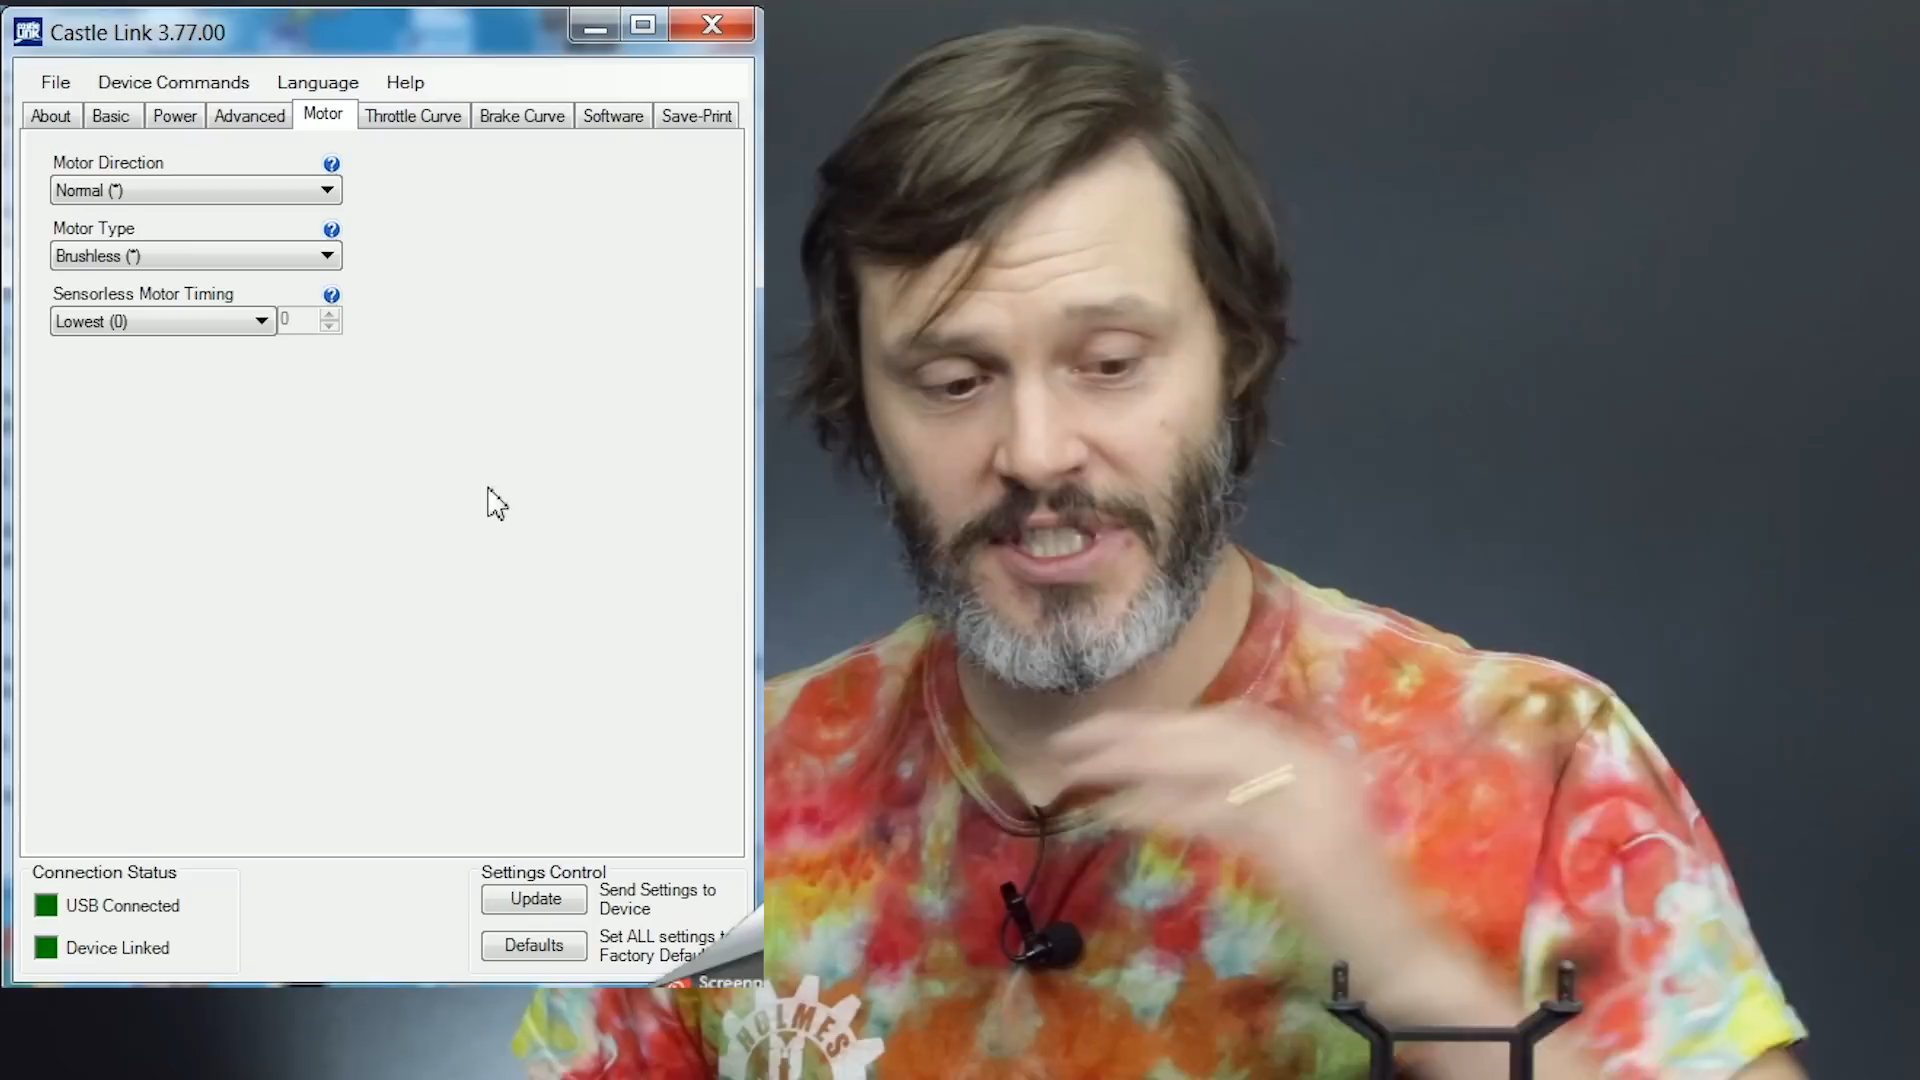 Castle Link 3.77.00
File Device Commands Language Help
About Basic Power Advanced Motor Throttle Curve Brake Curve Software Save-Print
Motor Direction
Normal (*)
Motor Type
Brushless (*)
Sensorless Motor Timing
Lowest (0) 0
Connection Status
USB Connected
Device Linked
Settings Control
Update Send Settings to
Device
Defaults Set ALL settings
Factory
HOLMES